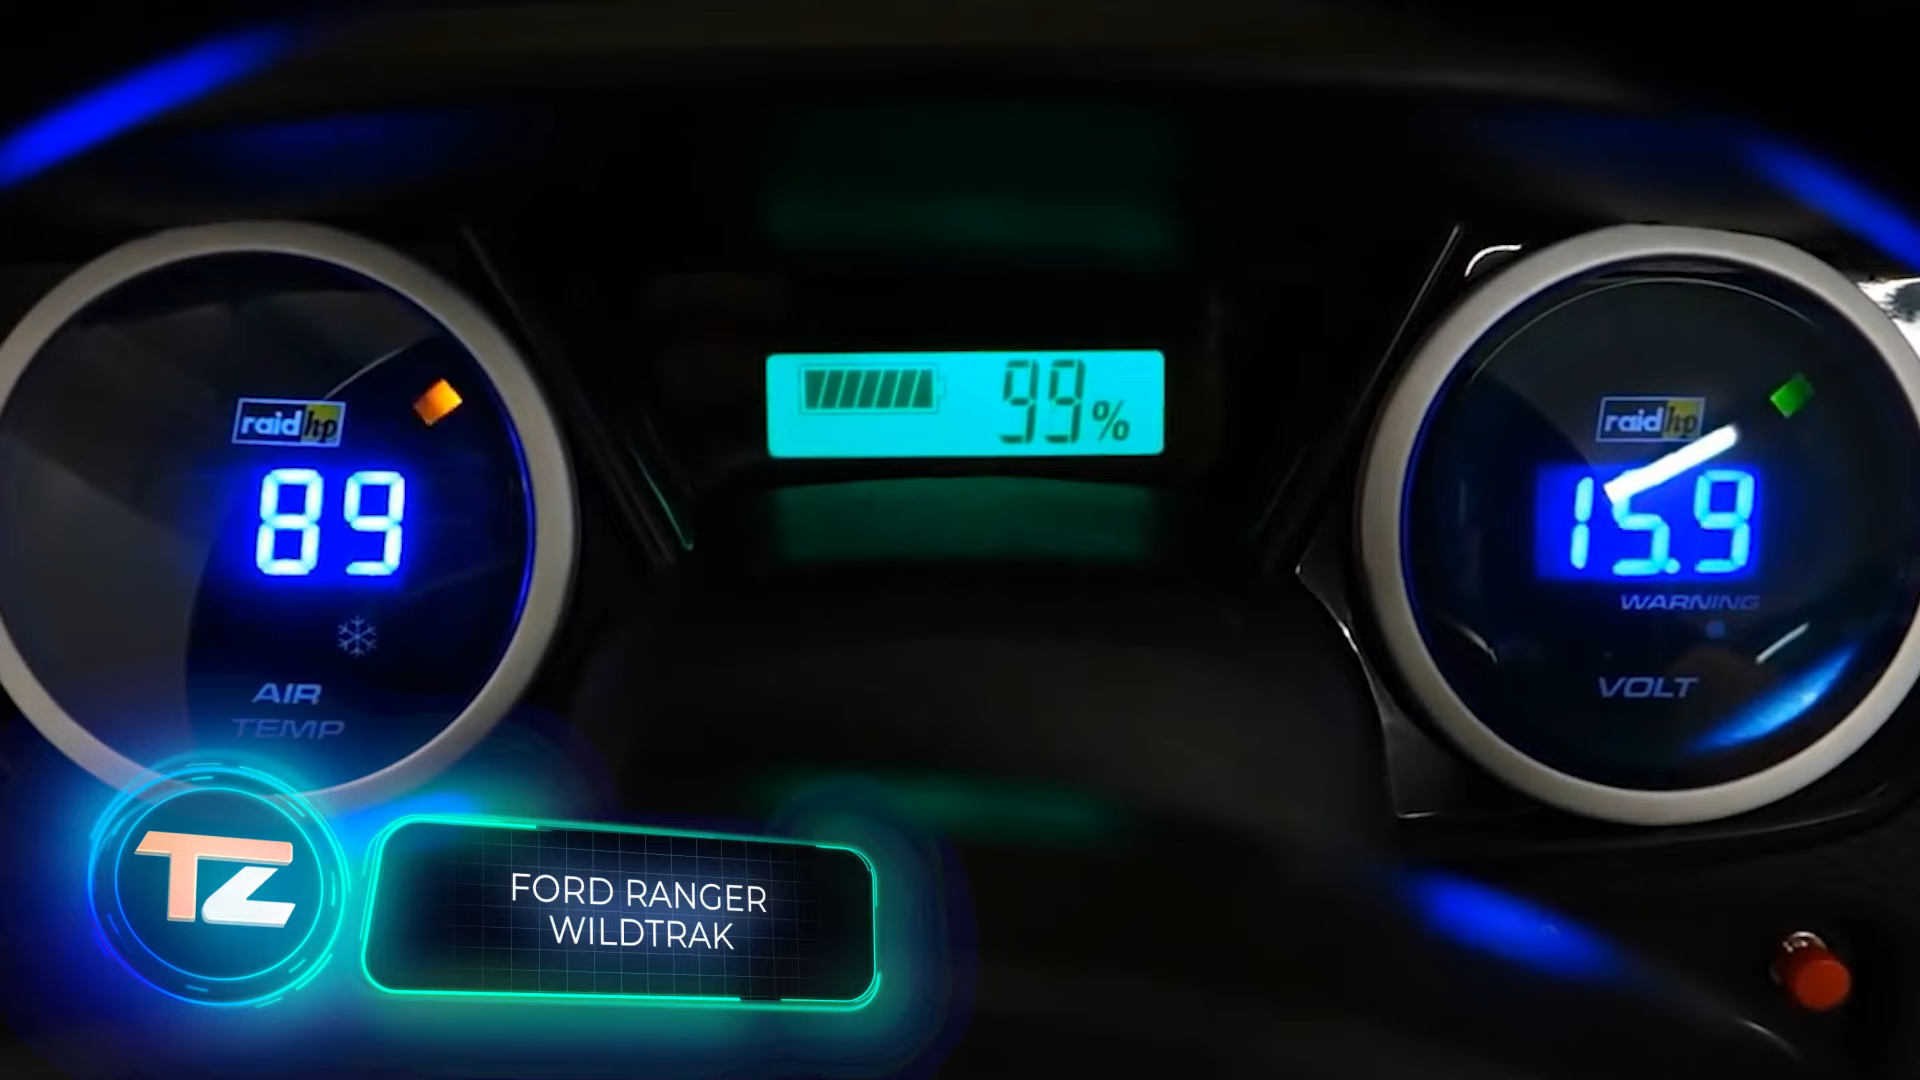 raid hp
89
AIR
TEMP
99%
raid hp
15.9
WARNING
VOLT
TZ
FORD RANGER
WILDTRAK